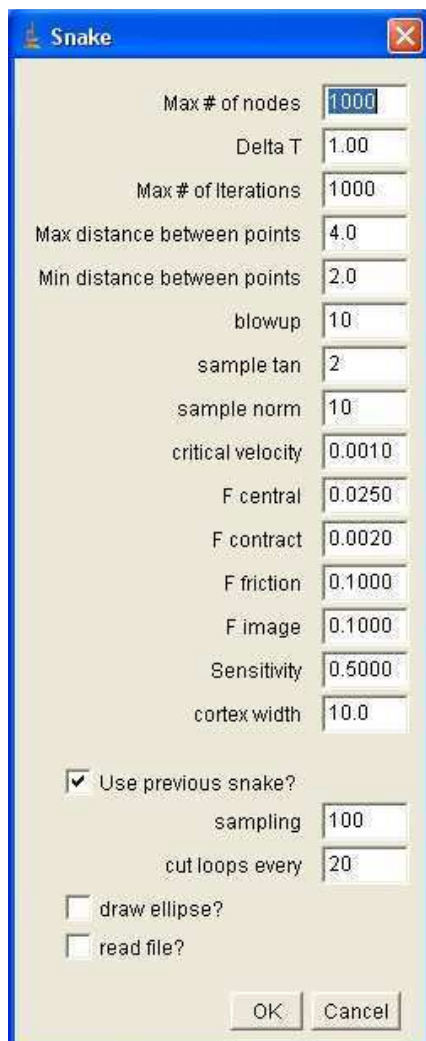 Snake
Max # of nodes 1000
Delta T 1.00
Max # of Iterations 1000
Max distance between points 4.0
Min distance between points 2.0
blowup 10
sample tan 2
sample norm 10
critical velocity 0.0010
F central 0.0250
F contract 0.0020
F friction 0.1000
F image 0.1000
Sensitivity 0.5000
cortex width 10.0
Use previous snake?
sampling 100
cut loops every 20
draw ellipse?
read file?
OK Cancel